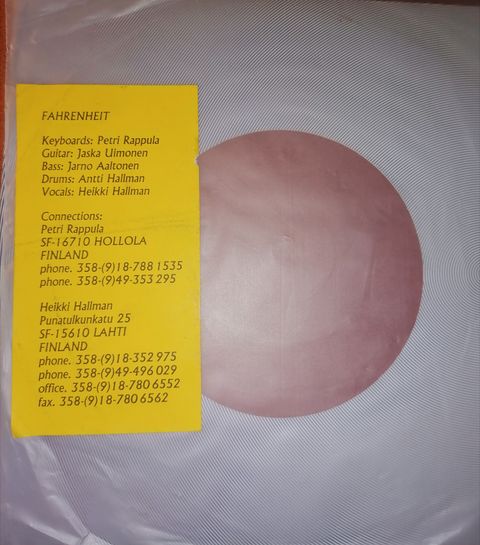 FAHRENHEIT
Keyboards: Petri Rappula
Guitar: Jaska Uimonen
Bass: Jarno Aaltonen
Drums: Antti Hallman
Vocals: Heikki Hallman
Connections:
Petri Rappula
SF-16710 HOLLOLA
FINLAND
phone. 358-(9)18-788 1535
phone. 358-(9)49-353 295
Heikki Hallman
Punatulkunkatu 25
SF-15610 LAHTI
FINLAND
phone. 358-(9)18-352 975
phone. 358-(9)49-496 029
office. 358-(9)18-780 6552
fax. 358-(9)18-780 6562